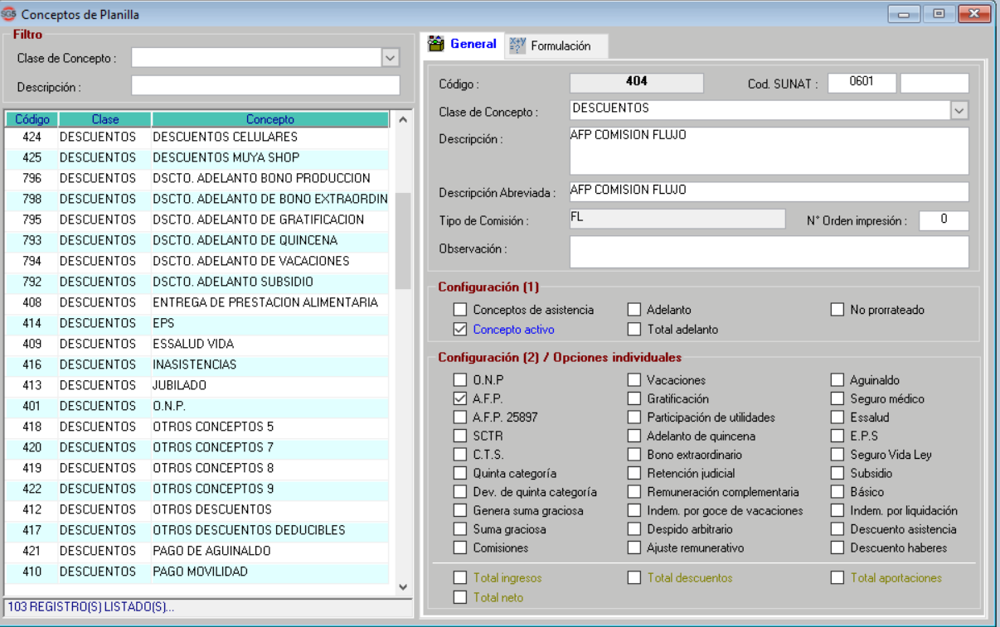 SG5 Conceptos de Planilla
Filtro
Clase de Concepto :
Descripción :
Código Clase Concepto
424 DESCUENTOS DESCUENTOS CELULARES
425 DESCUENTOS DESCUENTOS MUYA SHOP
796 DESCUENTOS DSCTO. ADELANTO BONO PRODUCCION
798 DESCUENTOS DSCTO. ADELANTO DE BONO EXTRAORDIN
795 DESCUENTOS DSCTO. ADELANTO DE GRATIFICACION
793 DESCUENTOS DSCTO. ADELANTO DE QUINCENA
794 DESCUENTOS DSCTO. ADELANTO DE VACACIONES
792 DESCUENTOS DSCTO. ADELANTO SUBSIDIO
408 DESCUENTOS ENTREGA DE PRESTACION ALIMENTARIA
414 DESCUENTOS EPS
409 DESCUENTOS ESSALUD VIDA
416 DESCUENTOS INASISTENCIAS
413 DESCUENTOS JUBILADO
401 DESCUENTOS O.N.P.
418 DESCUENTOS OTROS CONCEPTOS 5
420 DESCUENTOS OTROS CONCEPTOS 7
419 DESCUENTOS OTROS CONCEPTOS 8
422 DESCUENTOS OTROS CONCEPTOS 9
412 DESCUENTOS OTROS DESCUENTOS
417 DESCUENTOS OTROS DESCUENTOS DEDUCIBLES
421 DESCUENTOS PAGO DE AGUINALDO
410 DESCUENTOS PAGO MOVILIDAD
103 REGISTRO(S) LISTADO(S)...
General X+Y=? Formulación
Código : 404 Cod. SUNAT : 0601
Clase de Concepto : DESCUENTOS
Descripción : AFP COMISION FLUJO
Descripción Abreviada : AFP COMISION FLUJO
Tipo de Comisión : FL N° Orden impresión : 0
Observación :
Configuración (1)
Conceptos de asistencia Adelanto No prorrateado
Concepto activo Total adelanto
Configuración (2) / Opciones individuales
O.N.P Vacaciones Aguinaldo
A.F.P. Gratificación Seguro médico
A.F.P. 25897 Participación de utilidades Essalud
SCTR Adelanto de quincena E.P.S
C.T.S. Bono extraordinario Seguro Vida Ley
Quinta categoría Retención judicial Subsidio
Dev. de quinta categoría Remuneración complementaria Básico
Genera suma graciosa Indem. por goce de vacaciones Indem. por liquidación
Suma graciosa Despido arbitrario Descuento asistencia
Comisiones Ajuste remunerativo Descuento haberes
Total ingresos Total descuentos Total aportaciones
Total neto